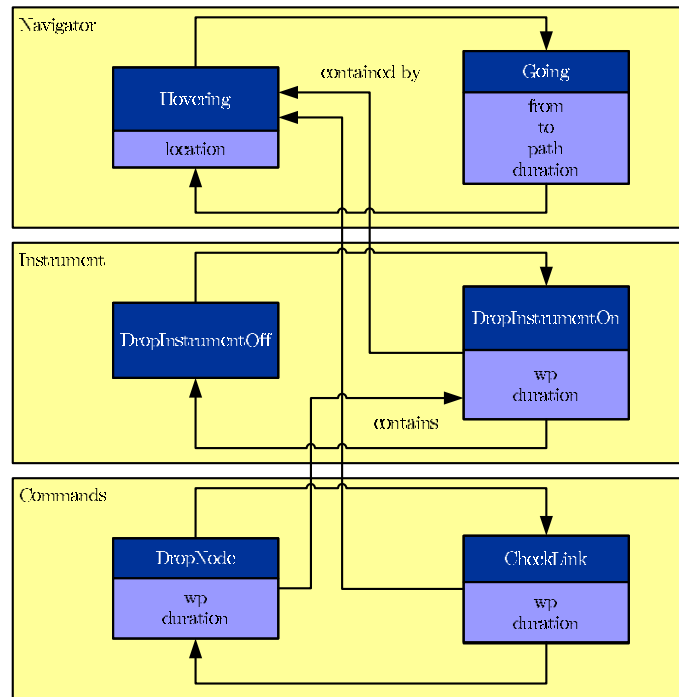 Navigator
contained by
Hovering
location
Going
from
to
path
duration
Instrument
DropInstrumentOff
DropInstrumentOn
wp
duration
contains
Commands
DropNode
wp
duration
CheckLink
wp
duration